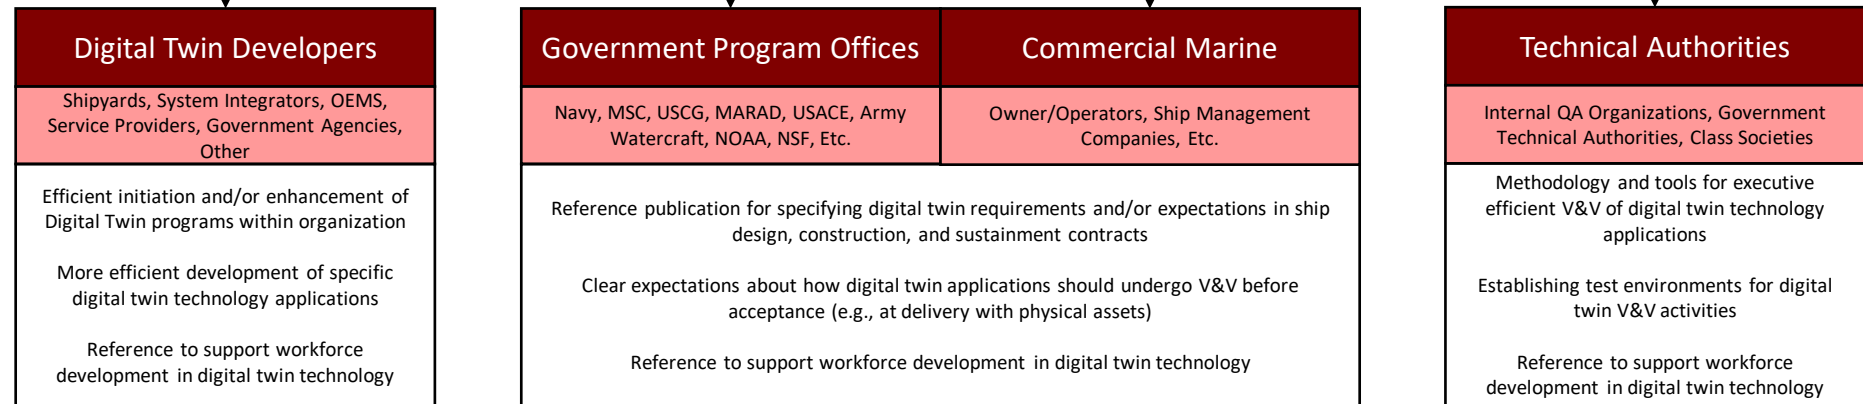 Digital Twin Developers
Shipyards, System Integrators, OEMS,
Service Providers, Government Agencies,
Other
Efficient initiation and/or enhancement of
Digital Twin programs within organization
More efficient development of specific
digital twin technology applications
Reference to support workforce
development in digital twin technology
Government Program Offices
Navy, MSC, USCG, MARAD, USACE, Army
Watercraft, NOAA, NSF, Etc.
Commercial Marine
Owner/Operators, Ship Management
Companies, Etc.
Reference publication for specifying digital twin requirements and/or expectations in ship
design, construction, and sustainment contracts
Clear expectations about how digital twin applications should undergo V&V before
acceptance (e.g., at delivery with physical assets)
Reference to support workforce development in digital twin technology
Technical Authorities
Internal QA Organizations, Government
Technical Authorities, Class Societies
Methodology and tools for executive
efficient V&V of digital twin technology
applications
Establishing test environments for digital
twin V&V activities
Reference to support workforce
development in digital twin technology